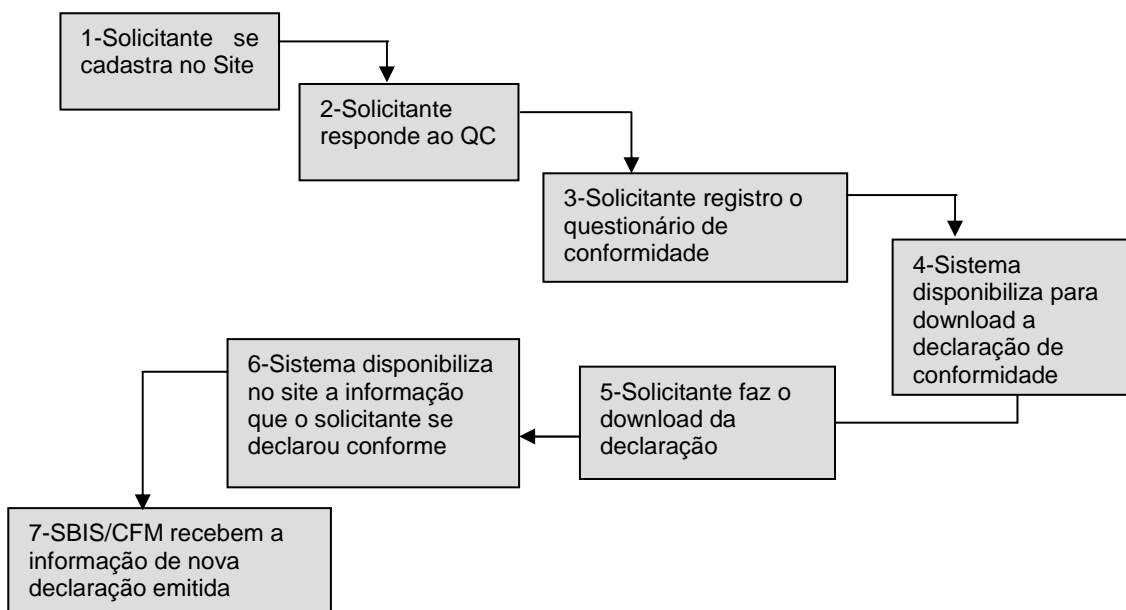 1-Solicitante se
cadastra no Site
2-Solicitante
responde ao QC
3-Solicitante registro o
questionário de
conformidade
4-Sistema
disponibiliza para
download a
declaração de
conformidade
5-Solicitante faz o
download da
declaração
6-Sistema disponibiliza
no site a informação
que o solicitante se
declarou conforme
7-SBIS/CFM recebem a
informação de nova
declaração emitida